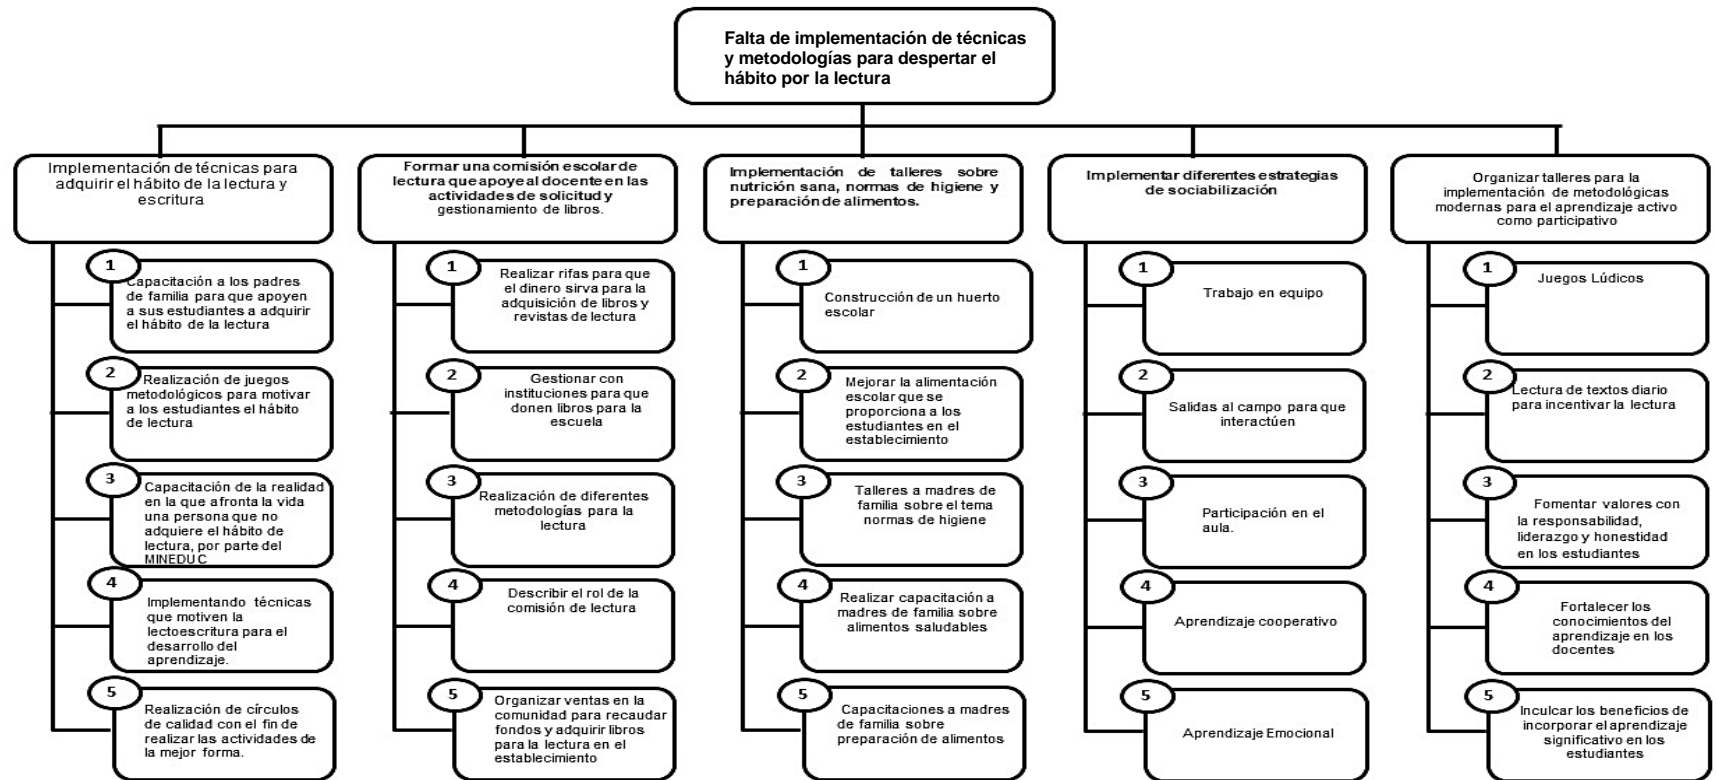 Falta de implementación de técnicas
y metodologías para despertar el
hábito por la lectura
Implementación de técnicas para
adquirir el hábito de la lectura y
escritura
1
Capacitación a los padres
de familia para que apoyen
a sus estudiantes a adquirir
el hábito de la lectura
2
Realización de juegos
metodológicos para motivar
a los estudiantes el hábito
de lectura
3
Capacitación de la realidad
en la que afronta la vida
una persona que no
adquiere el hábito de
lectura, por parte del
MINEDUC
4
Implementando técnicas
que motiven la
lectoescritura para el
desarrollo del
aprendizaje.
5
Realización de círculos
de calidad con el fin de
realizar las actividades de
la mejor forma.
Formar una comisión escolar de
lectura que apoye al docente en las
actividades de solicitud y
gestionamiento de libros.
1
Realizar rifas para que
el dinero sirva para la
adquisición de libros y
revistas de lectura
2
Gestionar con
instituciones para que
donen libros para la
escuela
3
Realización de diferentes
metodologías para la
lectura
4
Describir el rol de la
comisión de lectura
5
Organizar ventas en la
comunidad para recaudar
fondos y adquirir libros
para la lectura en el
establecimiento
Implementación de talleres sobre
nutrición sana, normas de higiene y
preparación de alimentos.
1
Construcción de un huerto
escolar
2
Mejorar la alimentación
escolar que se
proporciona a los
estudiantes en el
establecimiento
3
Talleres a madres de
familia sobre el tema
normas de higiene
4
Realizar capacitación a
madres de familia sobre
alimentos saludables
5
Capacitaciones a madres
de familia sobre
preparación de alimentos
Implementar diferentes estrategias
de sociabilización
1
Trabajo en equipo
2
Salidas al campo para que
interactúen
3
Participación en el
aula.
4
Aprendizaje cooperativo
5
Aprendizaje Emocional
Organizar talleres para la
implementación de metodológicas
modernas para el aprendizaje activo
como participativo
1
Juegos Lúdicos
2
Lectura de textos diario
para incentivar la lectura
3
Fomentar valores con
la responsabilidad,
liderazgo y honestidad
en los estudiantes
4
Fortalecer los
conocimientos del
aprendizaje en los
docentes
5
Inculcar los beneficios de
incorporar el aprendizaje
significativo en los
estudiantes